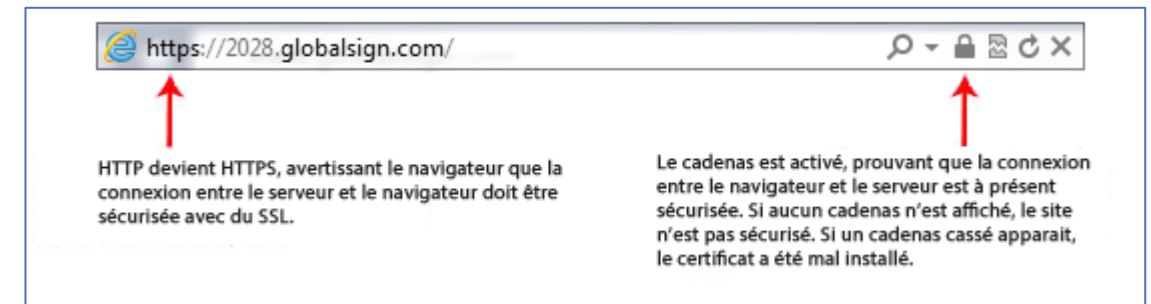 https://2028.globalsign.com/
HTTP devient HTTPS, avertissant le navigateur que la
connexion entre le serveur et le navigateur doit être
sécurisée avec du SSL.
Le cadenas est activé, prouvant que la connexion
entre le navigateur et le serveur est à présent
sécurisée. Si aucun cadenas n'est affiché, le site
n'est pas sécurisé. Si un cadenas cassé apparait,
le certificat a été mal installé.